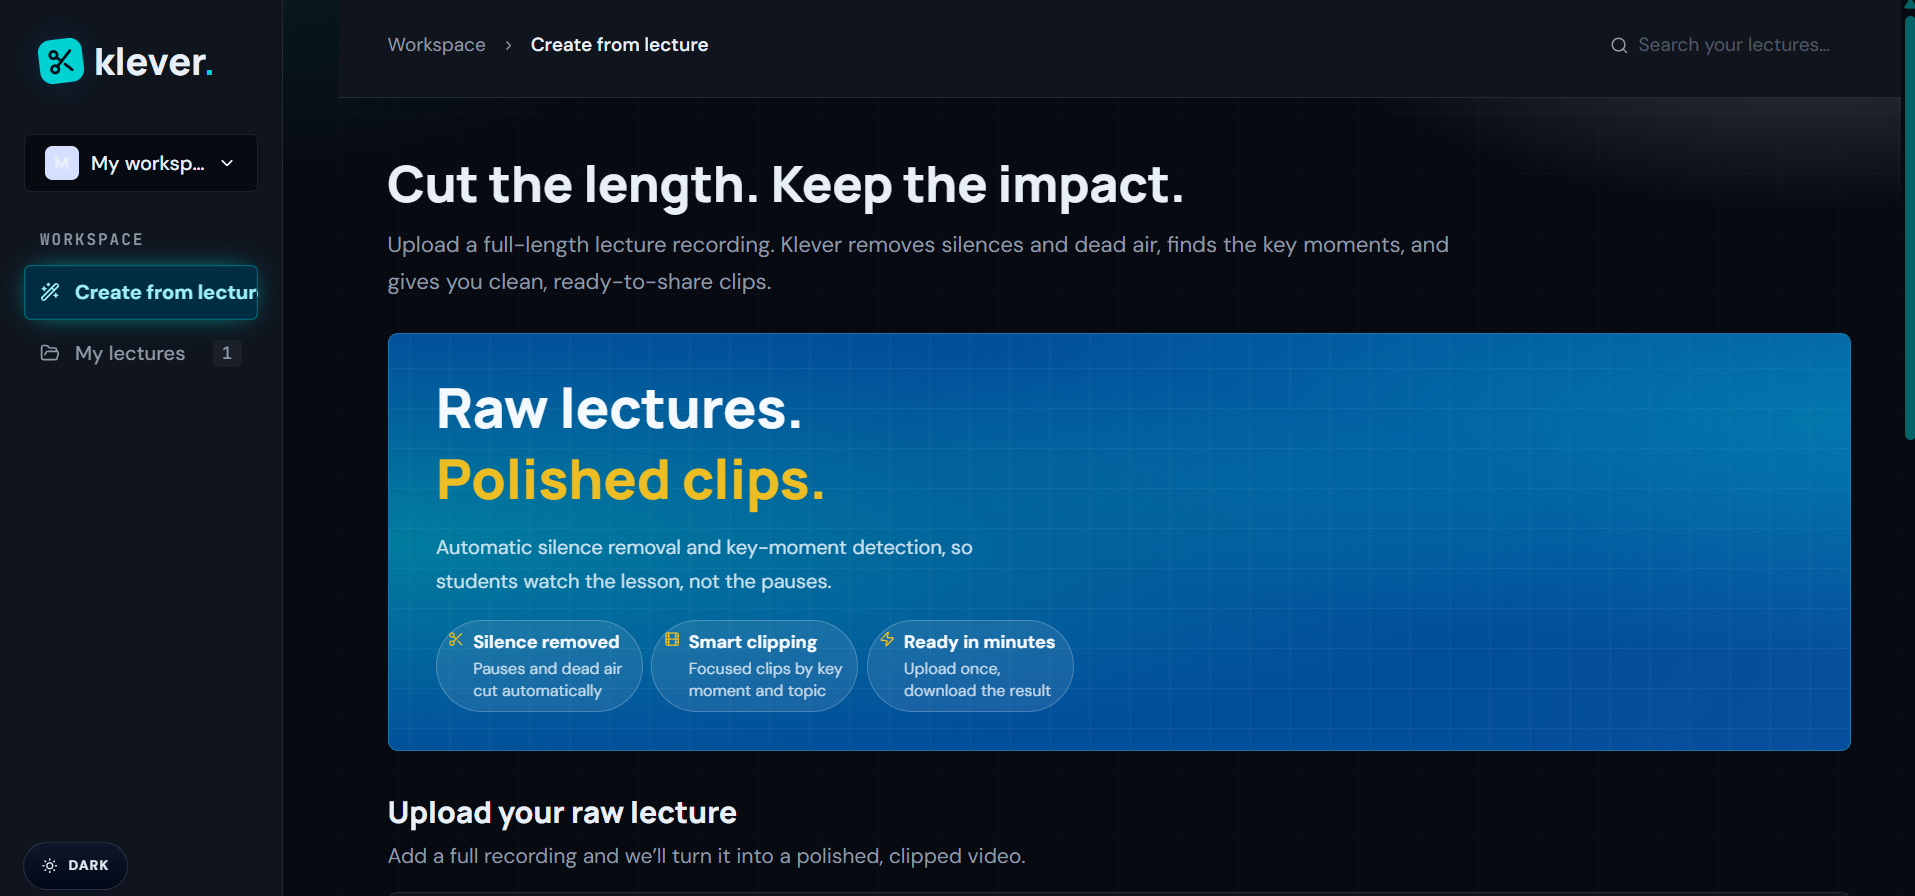 klever.
M
My worksp...
WORKSPACE
Create from lectur
My lectures 1
DARK
Workspace > Create from lecture
Search your lectures...
Cut the length. Keep the impact.
Upload a full-length lecture recording. Klever removes silences and dead air, finds the key moments, and
gives you clean, ready-to-share clips.
Raw lectures.
Polished clips.
Automatic silence removal and key-moment detection, so
students watch the lesson, not the pauses.
Silence removed
Pauses and dead air
cut automatically
Smart clipping
Focused clips by key
moment and topic
Ready in minutes
Upload once,
download the result
Upload your raw lecture
Add a full recording and we’ll turn it into a polished, clipped video.